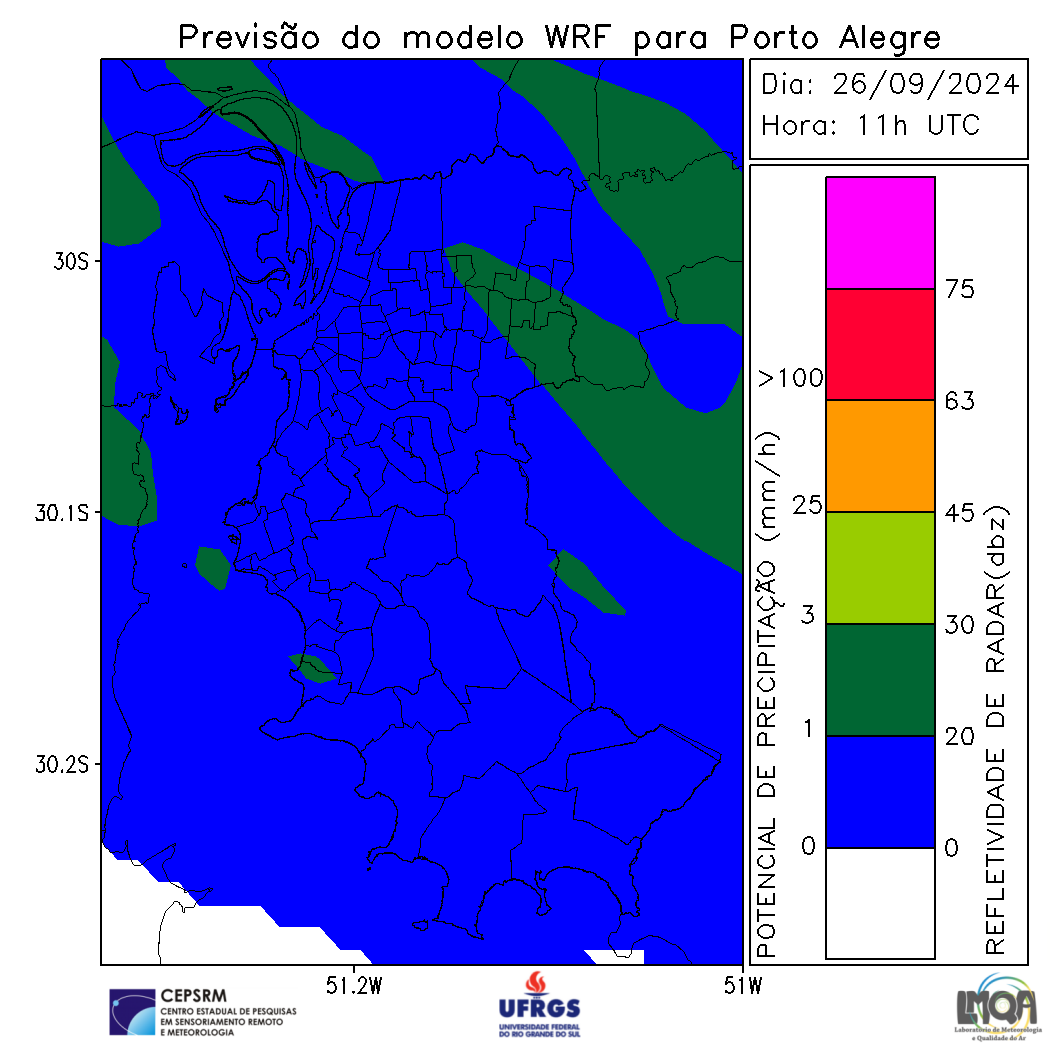 Previsão do modelo WRF para Porto Alegre
Dia: 26/09/2024
Hora: 11h UTC
30S
30.1S
30.2S
51.2W
51W
POTENCIAL DE PRECIPITAÇÃO (mm/h)
>100
25
3
1
0
75
63
45
30
20
0
REFLETIVIDADE DE RADAR(dbz)
CEPSRM
CENTRO ESTADUAL DE PESQUISAS
EM SENSORIAMENTO REMOTO
E METEOROLOGIA
UFRGS
UNIVERSIDADE FEDERAL
DO RIO GRANDE DO SUL
LMQA
Laboratório de Meteorologia
e Qualidade do Ar